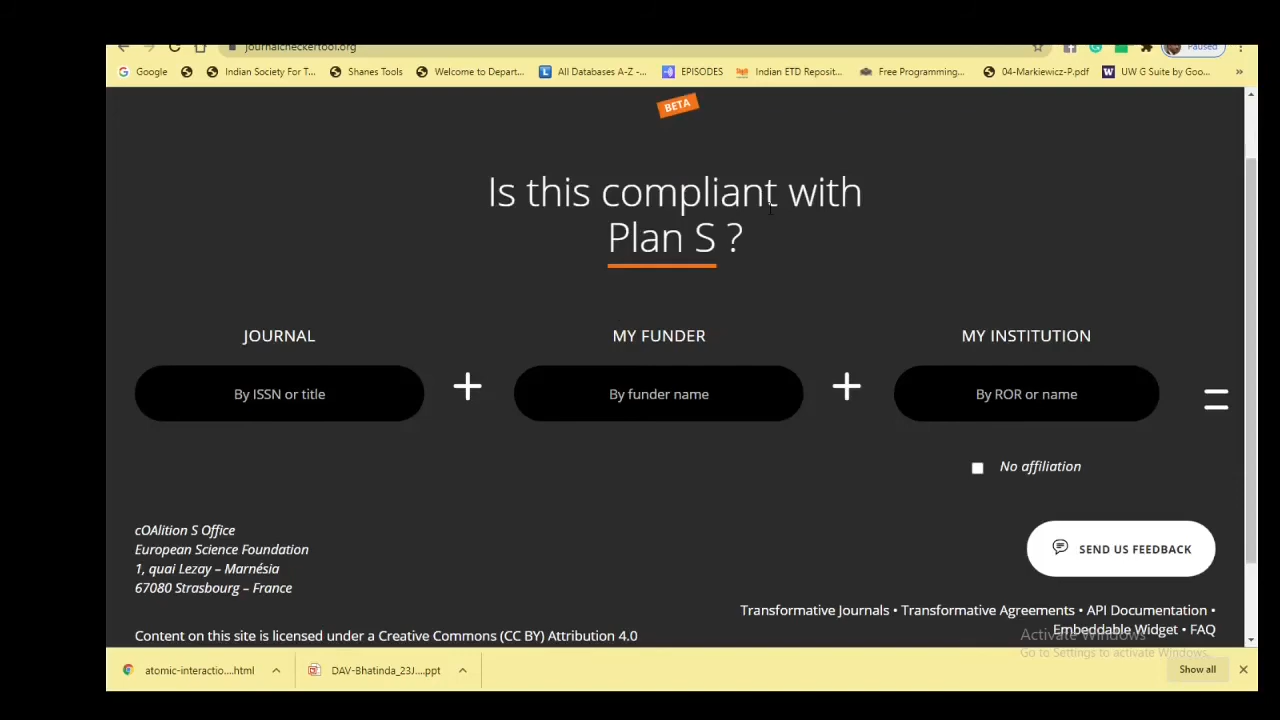 journalcheckertool.org
Paused
Google
Indian Society For T...
Shanes Tools
Welcome to Depart...
All Databases A-Z -...
EPISODES
Indian ETD Reposit...
Free Programming...
04-Markiewicz-P.pdf
UW G Suite by Goo...
»
BETA
Is this compliant with
Plan S ?
JOURNAL
MY FUNDER
MY INSTITUTION
By ISSN or title
+
By funder name
+
By ROR or name
=
No affiliation
cOAlition S Office
European Science Foundation
1, quai Lezay – Marnésia
67080 Strasbourg – France
SEND US FEEDBACK
Transformative Journals • Transformative Agreements • API Documentation •
Embeddable Widget • FAQ
Content on this site is licensed under a Creative Commons (CC BY) Attribution 4.0
Activate Windows
Go to Settings to activate Windows.
atomic-interactio....html
DAV-Bhatinda_23J....ppt
Show all